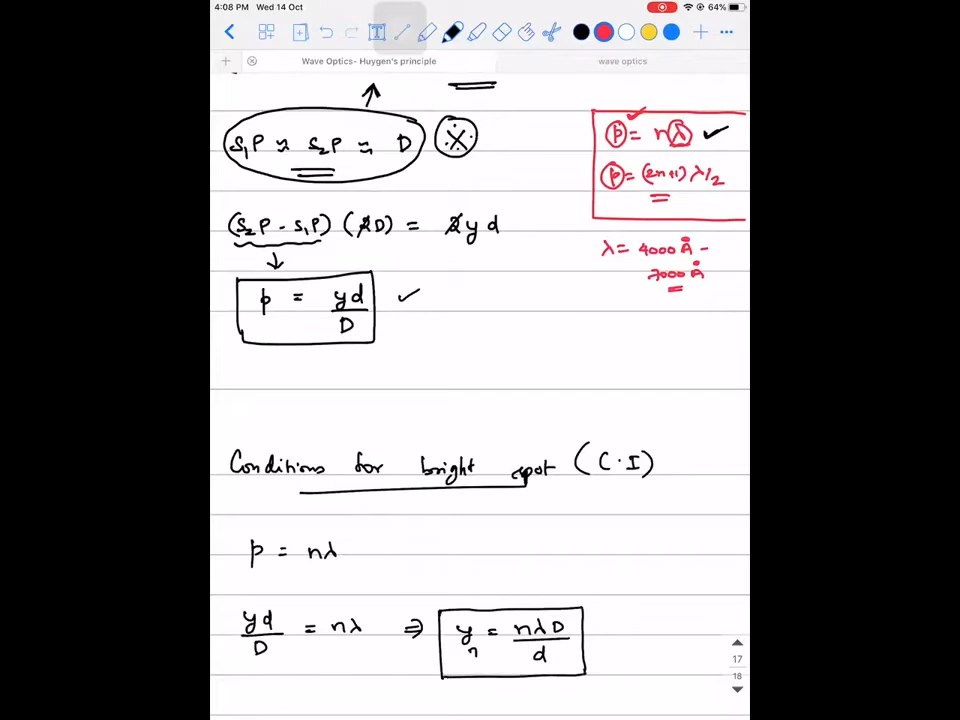 4:08 PM Wed 14 Oct 64%
Wave Optics- Huygen's principle
wave optics
S₁P ≈ S₂P ≈ D
(S₂P - S₁P) (2D) = 2yd
p = yd/D
p = nλ
p = (2n+1) λ/2
λ = 4000 Å -
7000 Å
Conditions for bright spot (C.I)
p = nλ
yd/D = nλ ⇒ yₙ = nλD/d
17
18